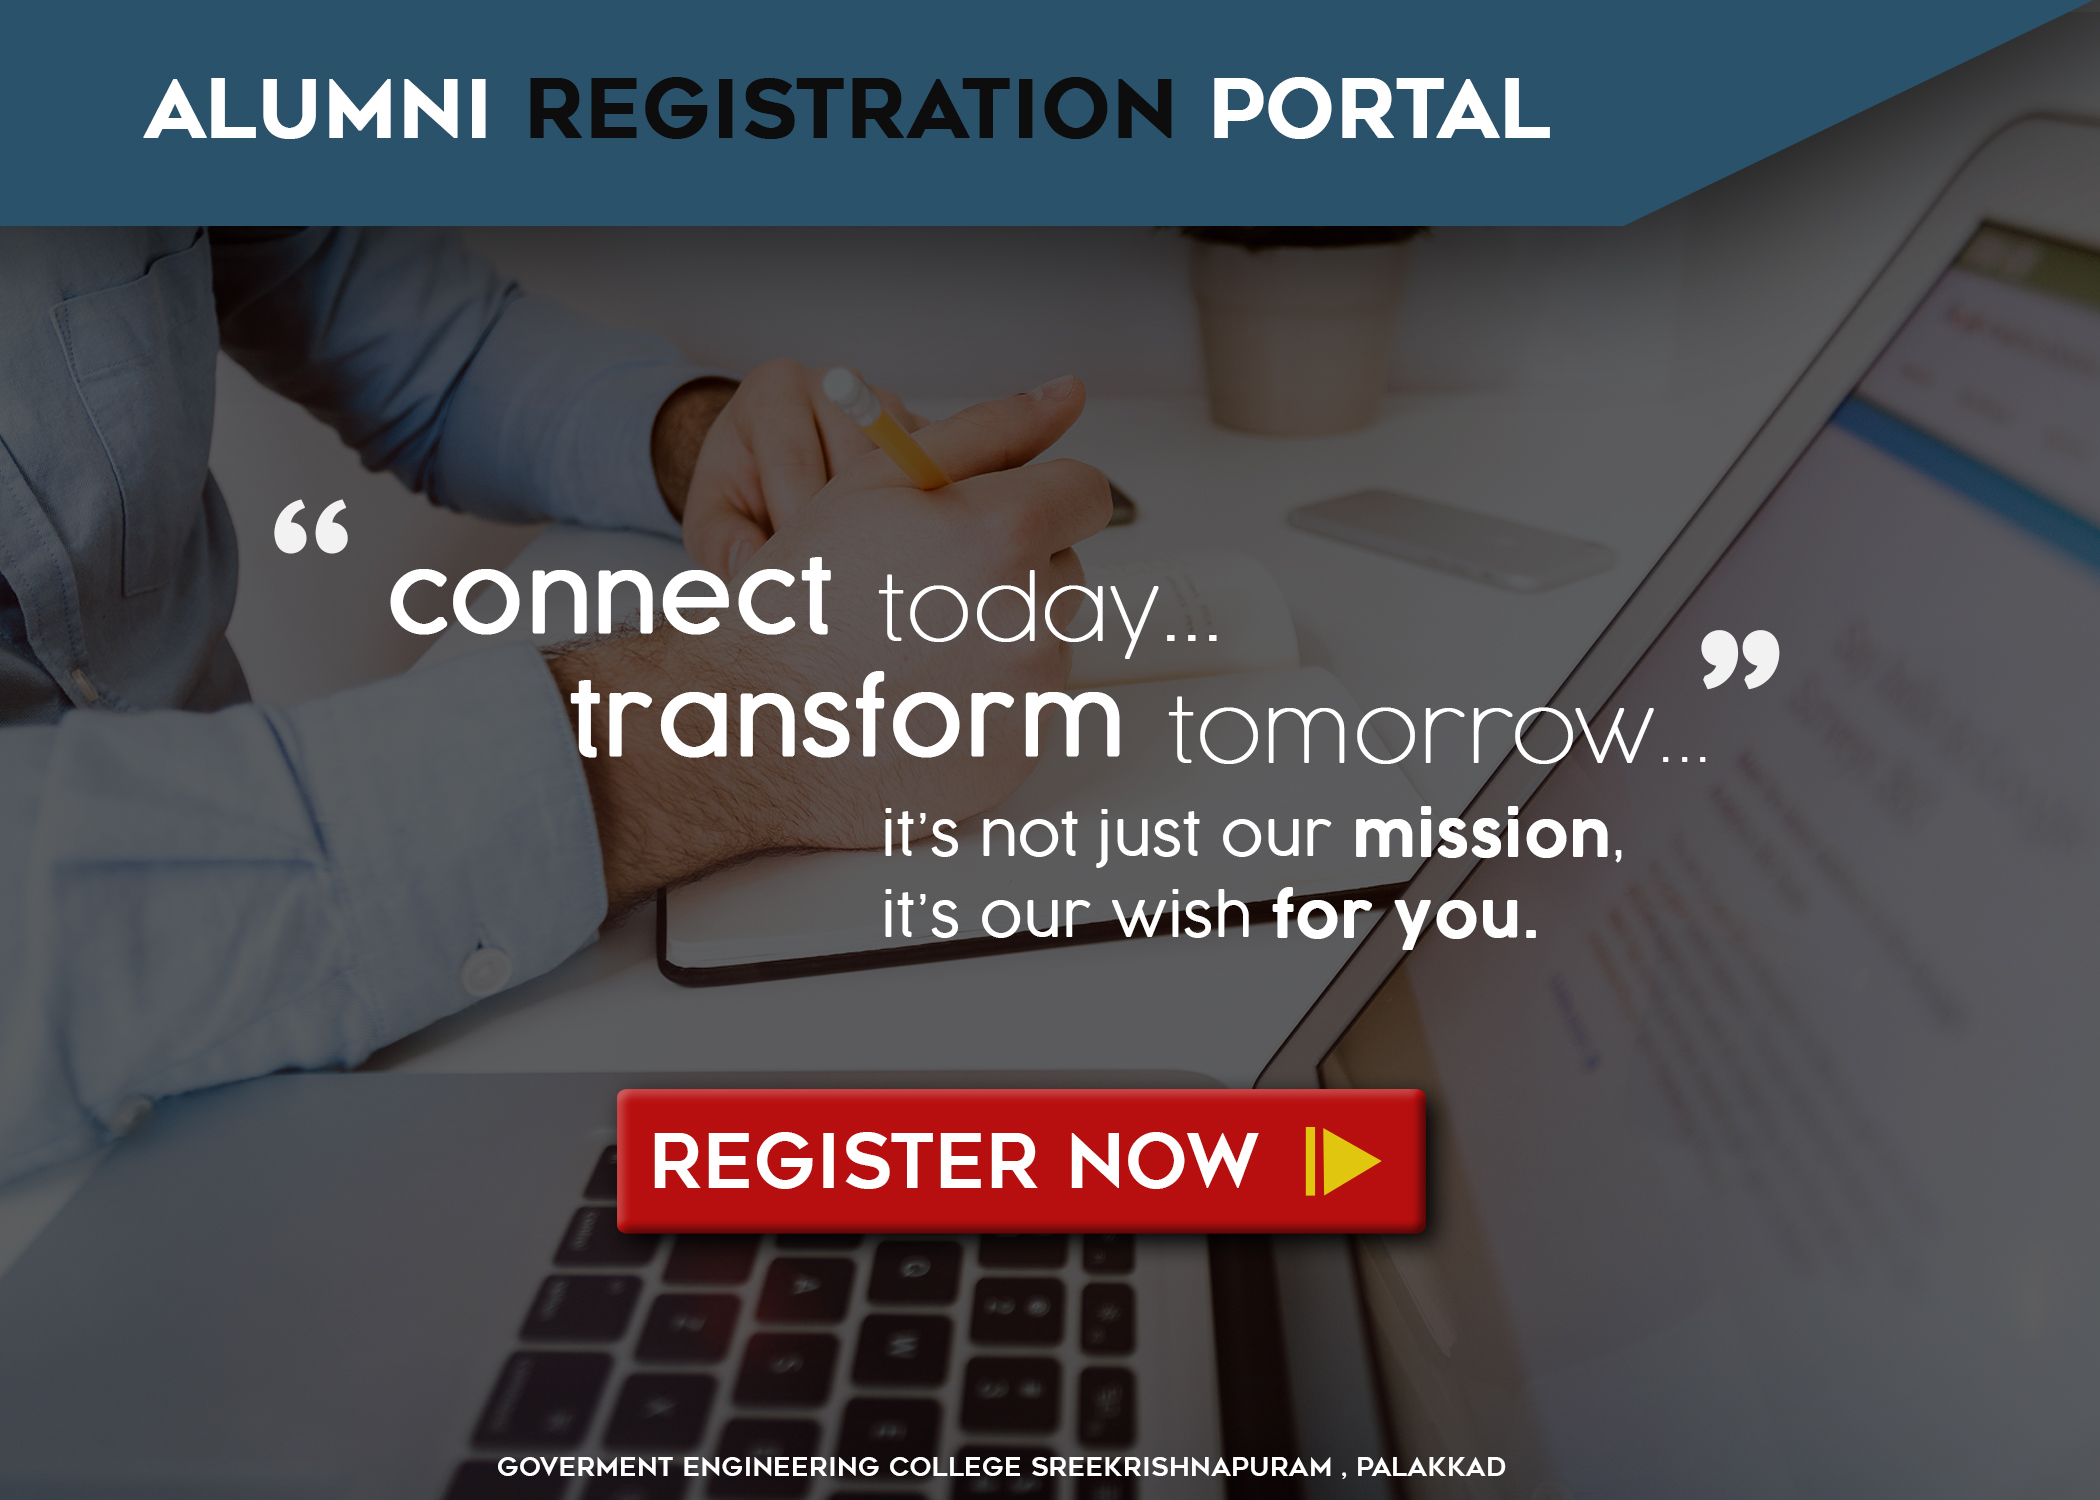 ALUMNI REGISTRATION PORTAL
“connect today...
transform tomorrow...”
it's not just our mission,
it's our wish for you.
REGISTER NOW
GOVERMENT ENGINEERING COLLEGE SREEKRISHNAPURAM , PALAKKAD